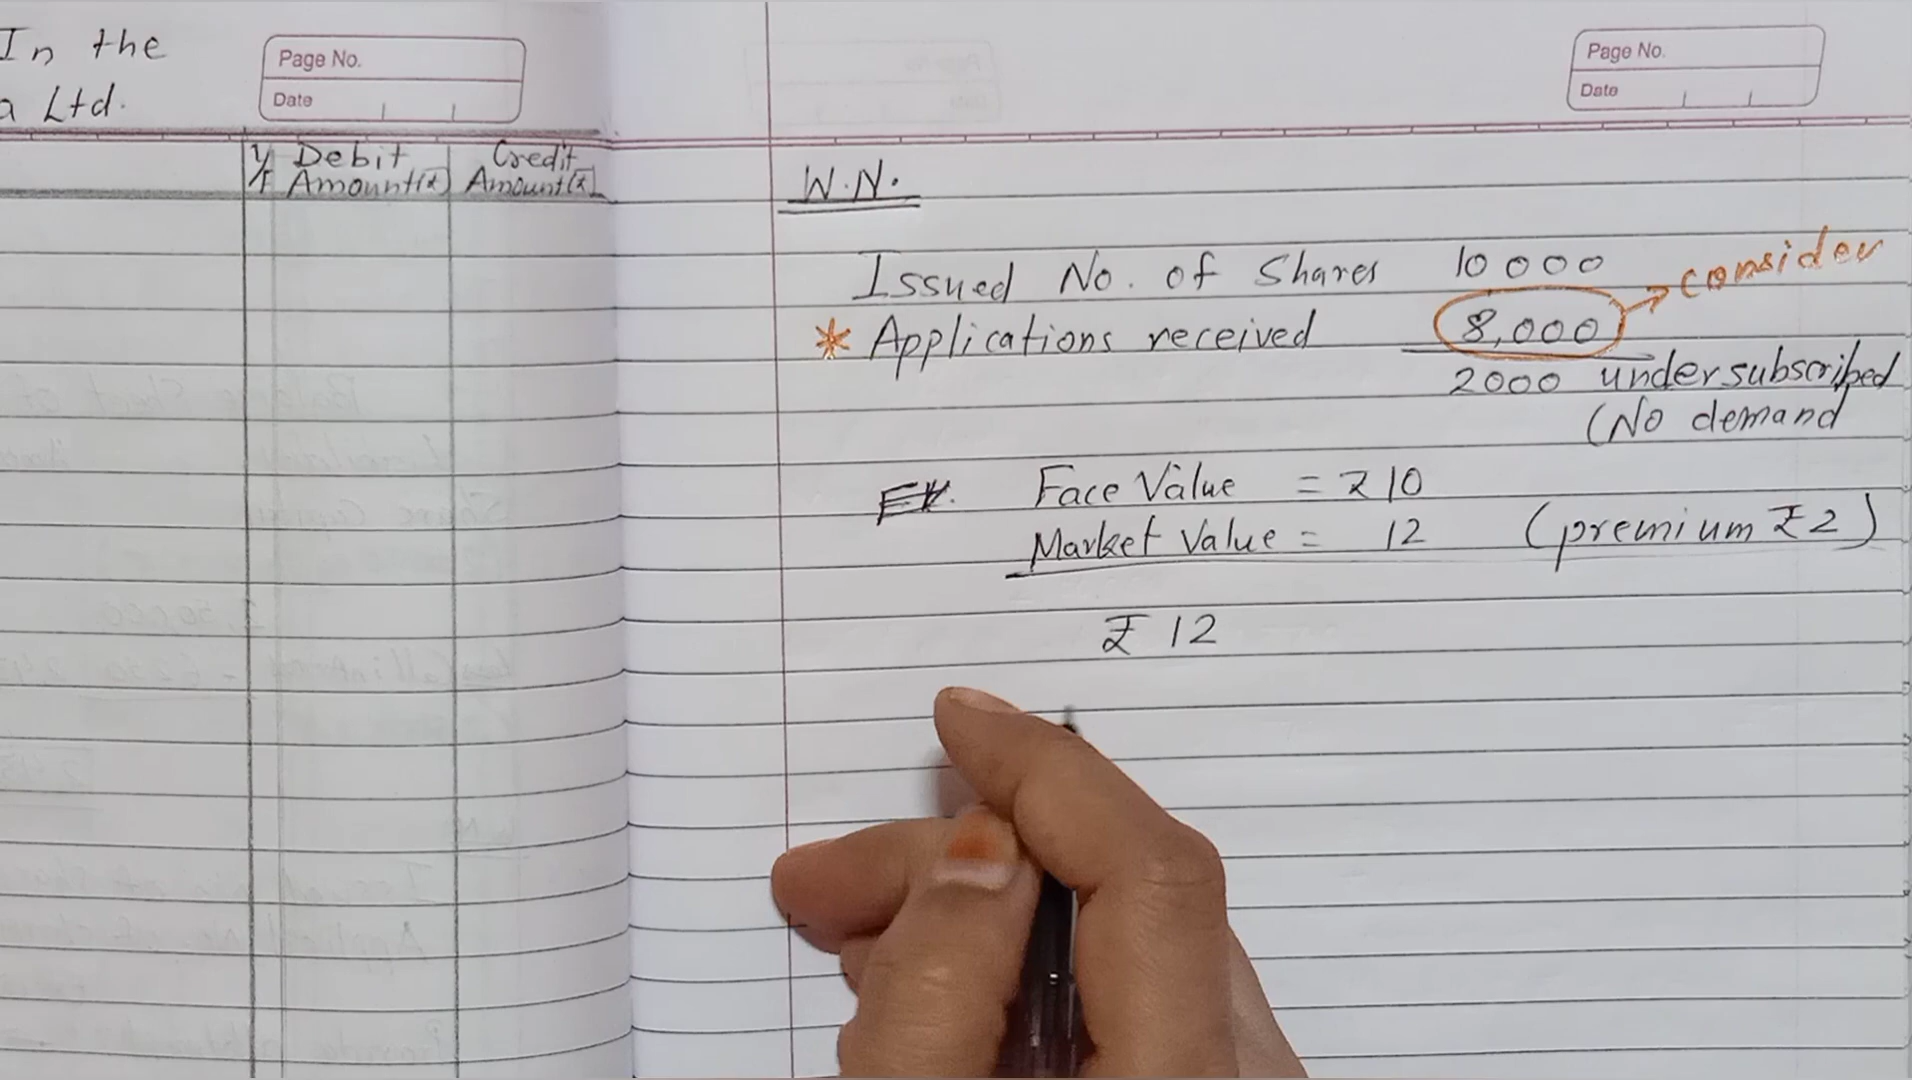 In the
a Ltd.
Page No.
Date
L/F Debit Amount(₹) Credit Amount(₹)
Page No.
Date
W.N.
Issued No. of Shares 10000
* Applications received 8,000 → consider
2000 undersubscribed
(No demand
Face Value = ₹10
Market Value = 12 (premium ₹2)
₹ 12